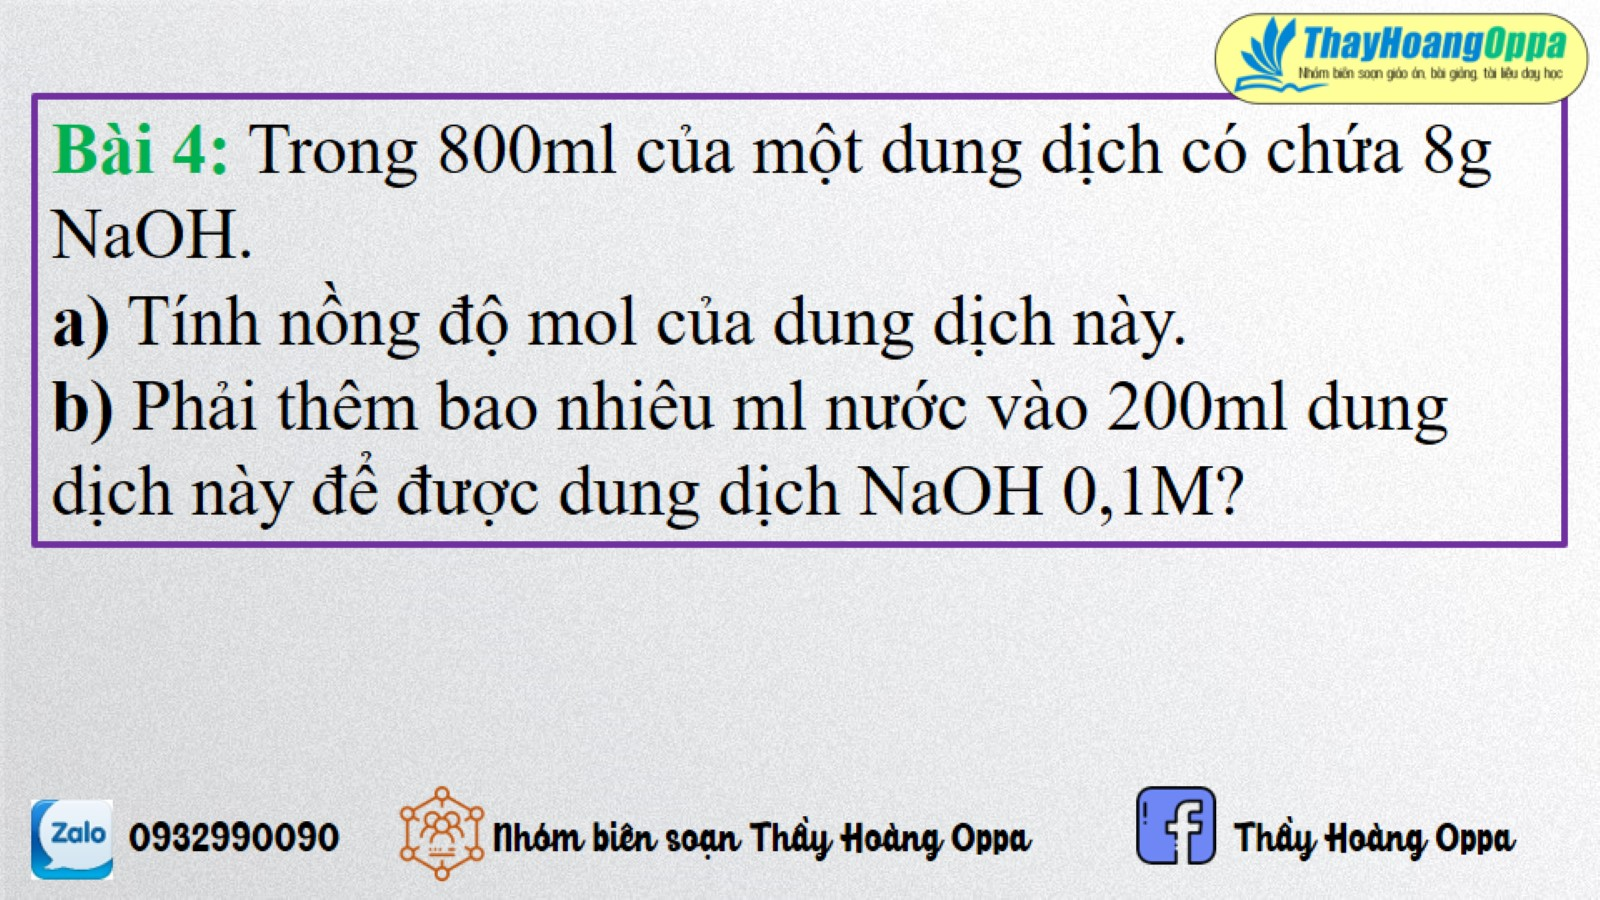 ThayHoangOppa
Nhóm biên soạn giáo án, bài giảng, tài liệu dạy học
Bài 4: Trong 800ml của một dung dịch có chứa 8g
NaOH.
a) Tính nồng độ mol của dung dịch này.
b) Phải thêm bao nhiêu ml nước vào 200ml dung
dịch này để được dung dịch NaOH 0,1M?
Zalo 0932990090
Nhóm biên soạn Thầy Hoàng Oppa
Thầy Hoàng Oppa